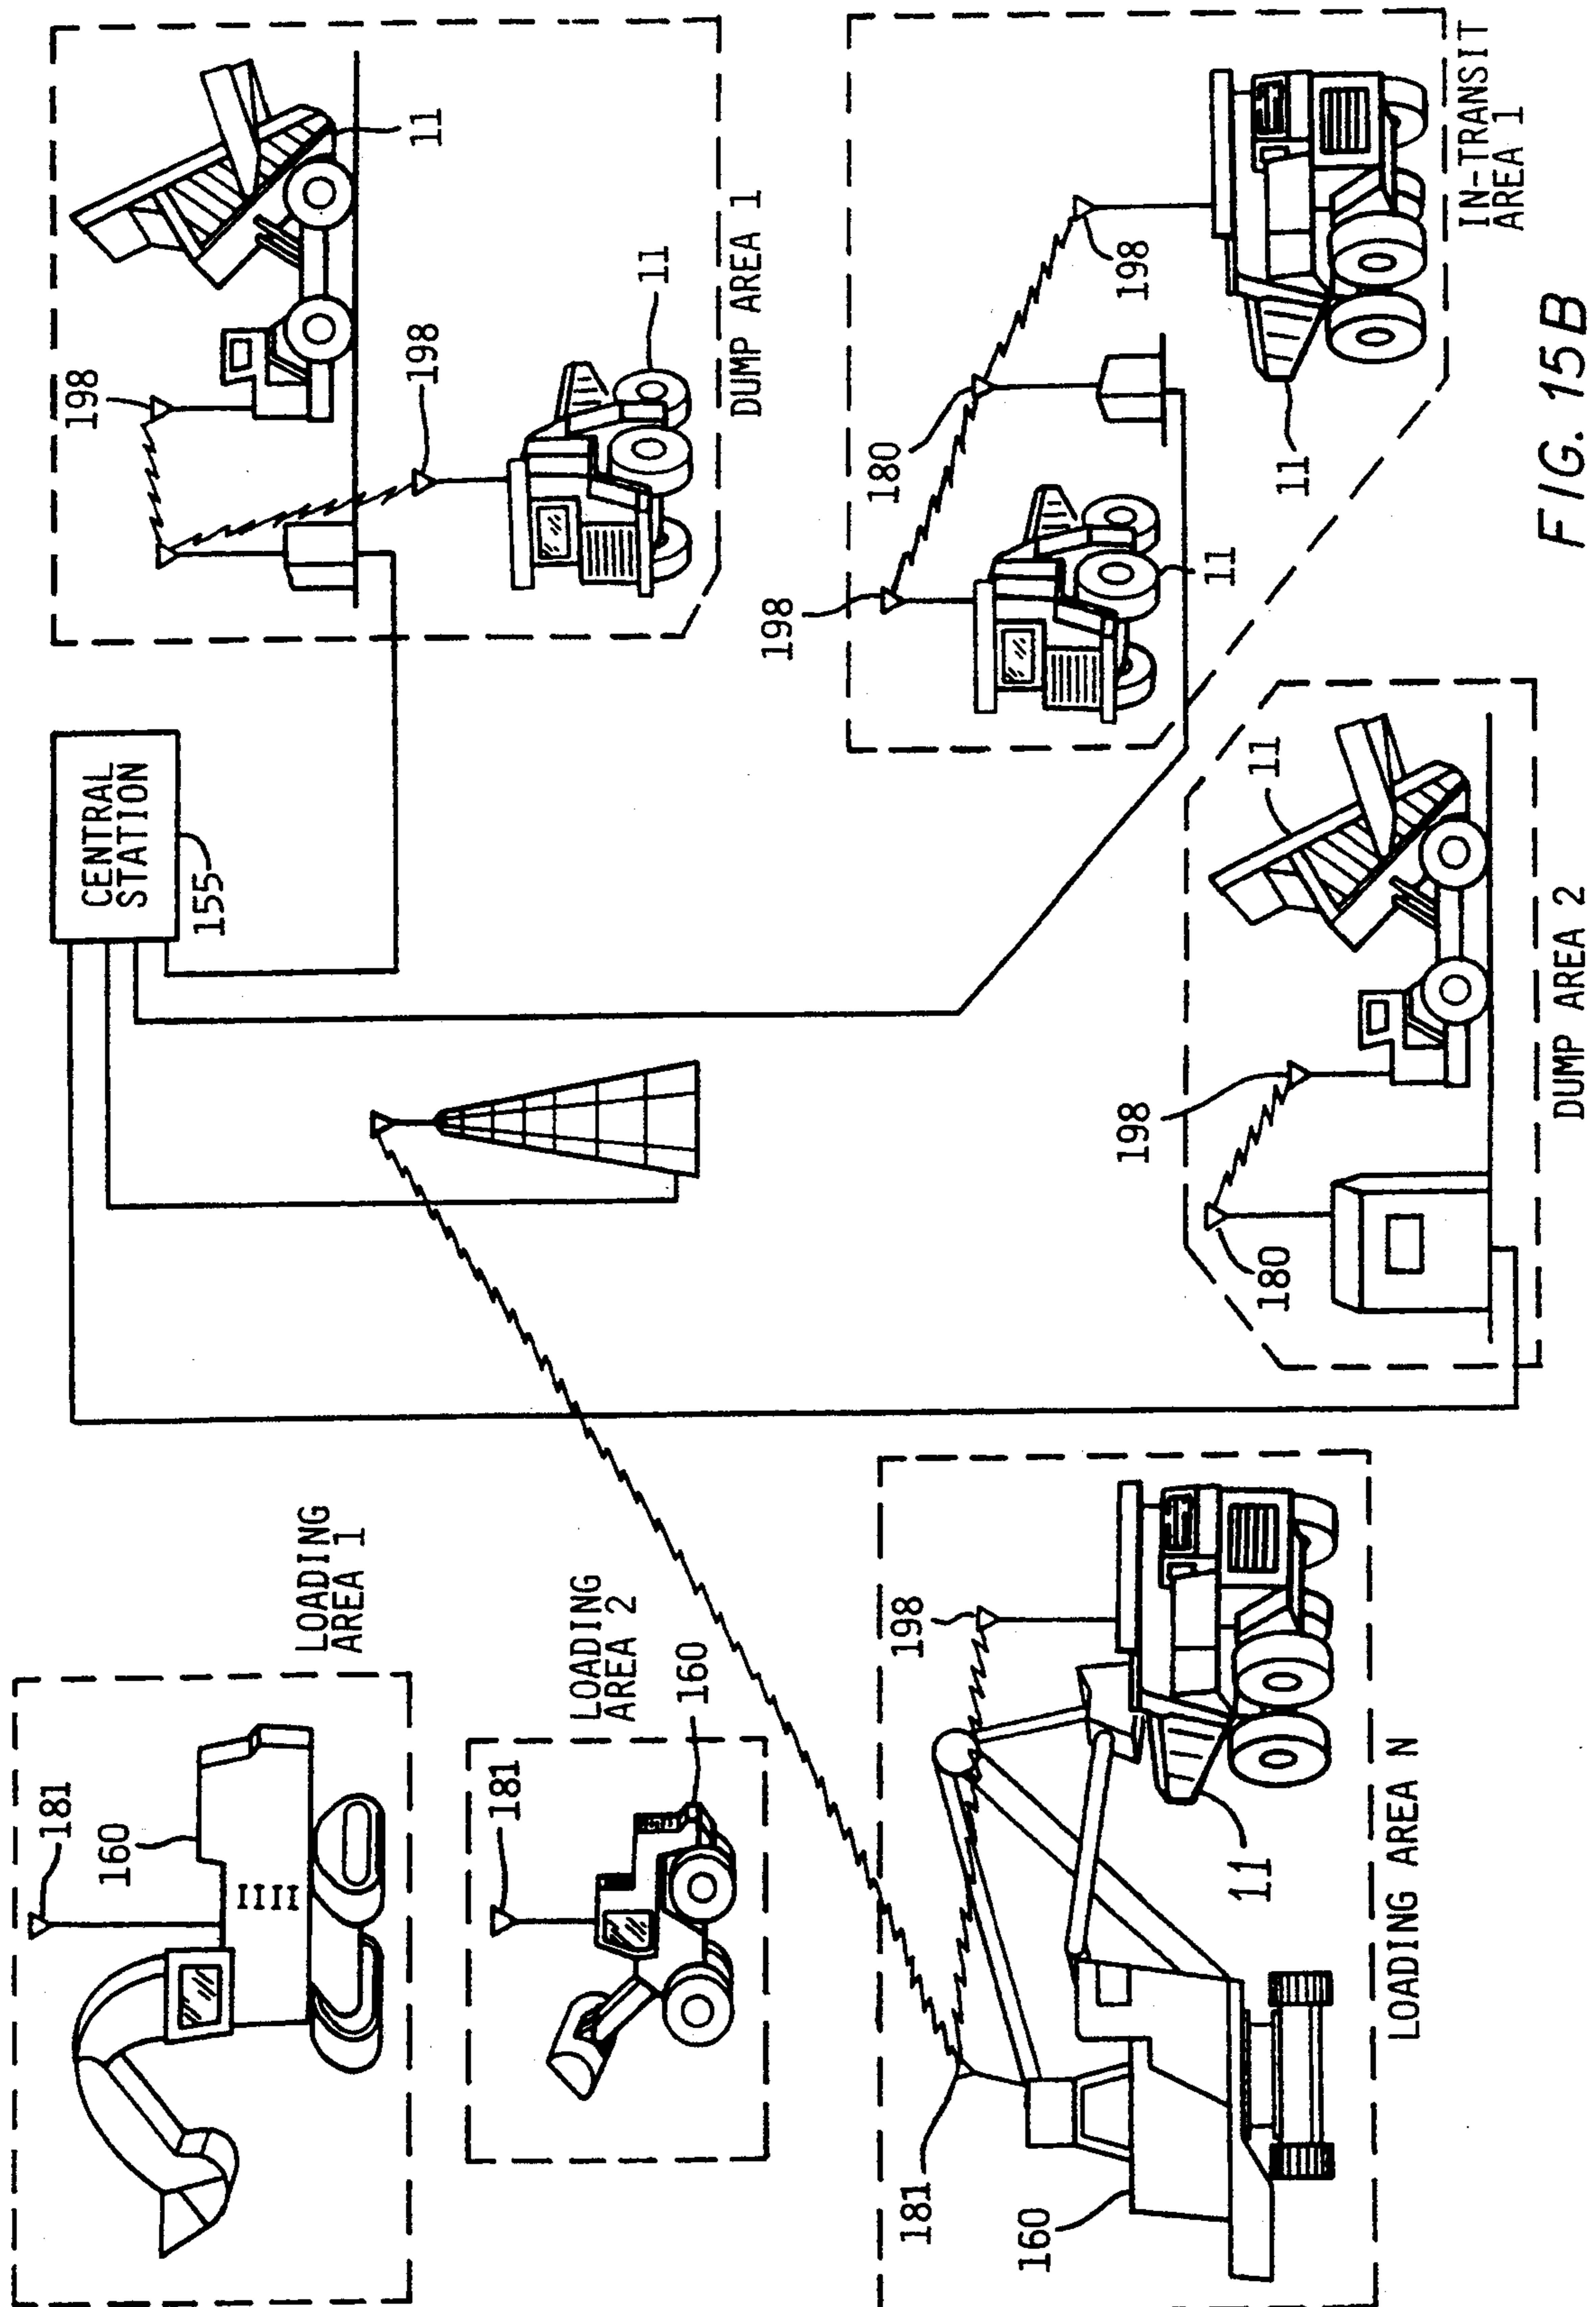 LOADING
AREA 1
181
160
LOADING
AREA 2
181
160
181
160
198
11
LOADING AREA N
CENTRAL
STATION
155
198
11
198
11
DUMP AREA 1
198
180
11
198
11
IN-TRANSIT
AREA 1
180
198
11
DUMP AREA 2
FIG. 15B